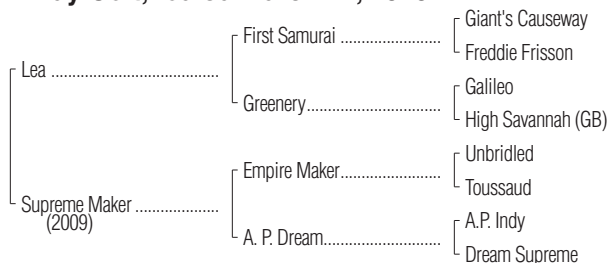 Giant's Causeway
First Samurai
Freddie Frisson
Lea
Galileo
Greenery
High Savannah (GB)
Unbridled
Empire Maker
Toussaud
Supreme Maker
(2009)
A.P. Indy
A. P. Dream
Dream Supreme